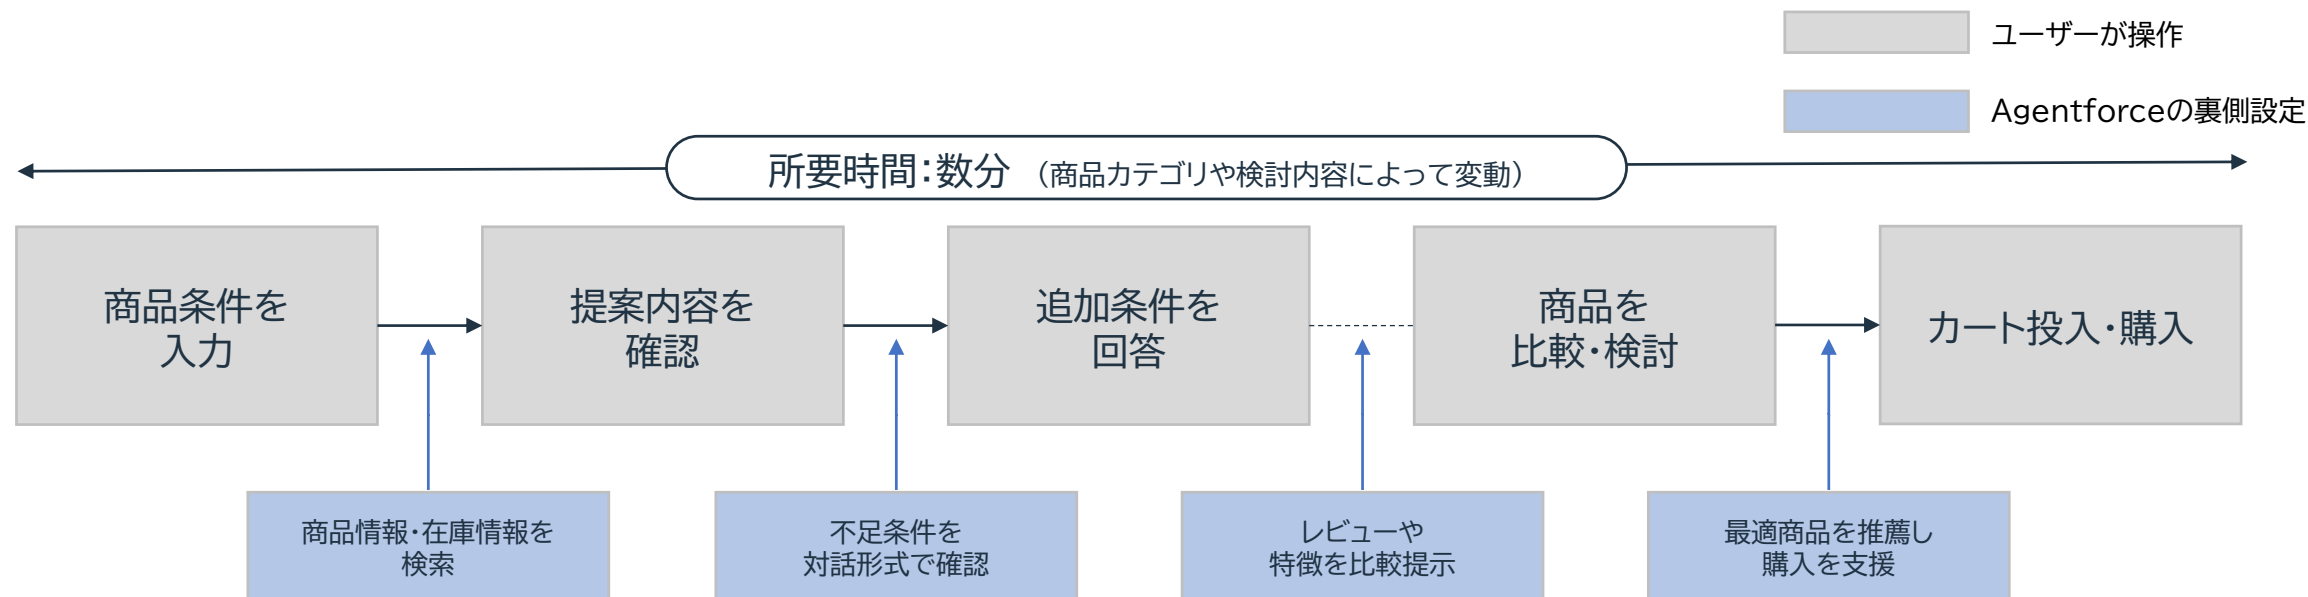 ユーザーが操作
Agentforceの裏側設定
所要時間：数分 （商品カテゴリや検討内容によって変動）
商品条件を
入力
提案内容を
確認
追加条件を
回答
商品を
比較・検討
カート投入・購入
商品情報・在庫情報を
検索
不足条件を
対話形式で確認
レビューや
特徴を比較提示
最適商品を推薦し
購入を支援